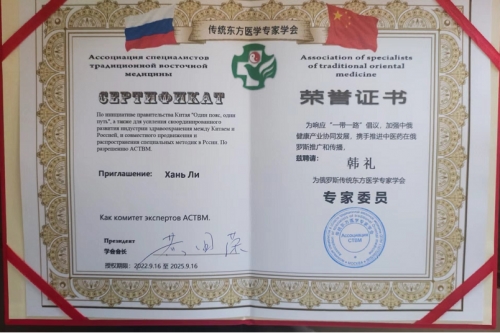 传统东方医学专家学会
Ассоциация специалистов
традиционной восточной
медицины
Association of specialists
of traditional oriental
medicine
СЕРТИФИКАТ
По инициативе правительства Китая "Один пояс, один
путь", а также для усиления скоординированного
развития индустрии здравоохранения между Китаем и
Россией, и совместного продвижения и
распространения специальных методик в Росии. По
разрешению АСТВМ.
Приглашение: Хань Ли
Как комитет экспертов АСТВМ.
Президент
学会会长
授权期限：2022.9.16 至 2025.9.16
荣誉证书
为响应“一带一路”倡议，加强中俄
健康产业协同发展，携手推进中医药在俄
罗斯推广和传播。
兹聘请：韩 礼
为俄罗斯传统东方医学专家学会
专家委员